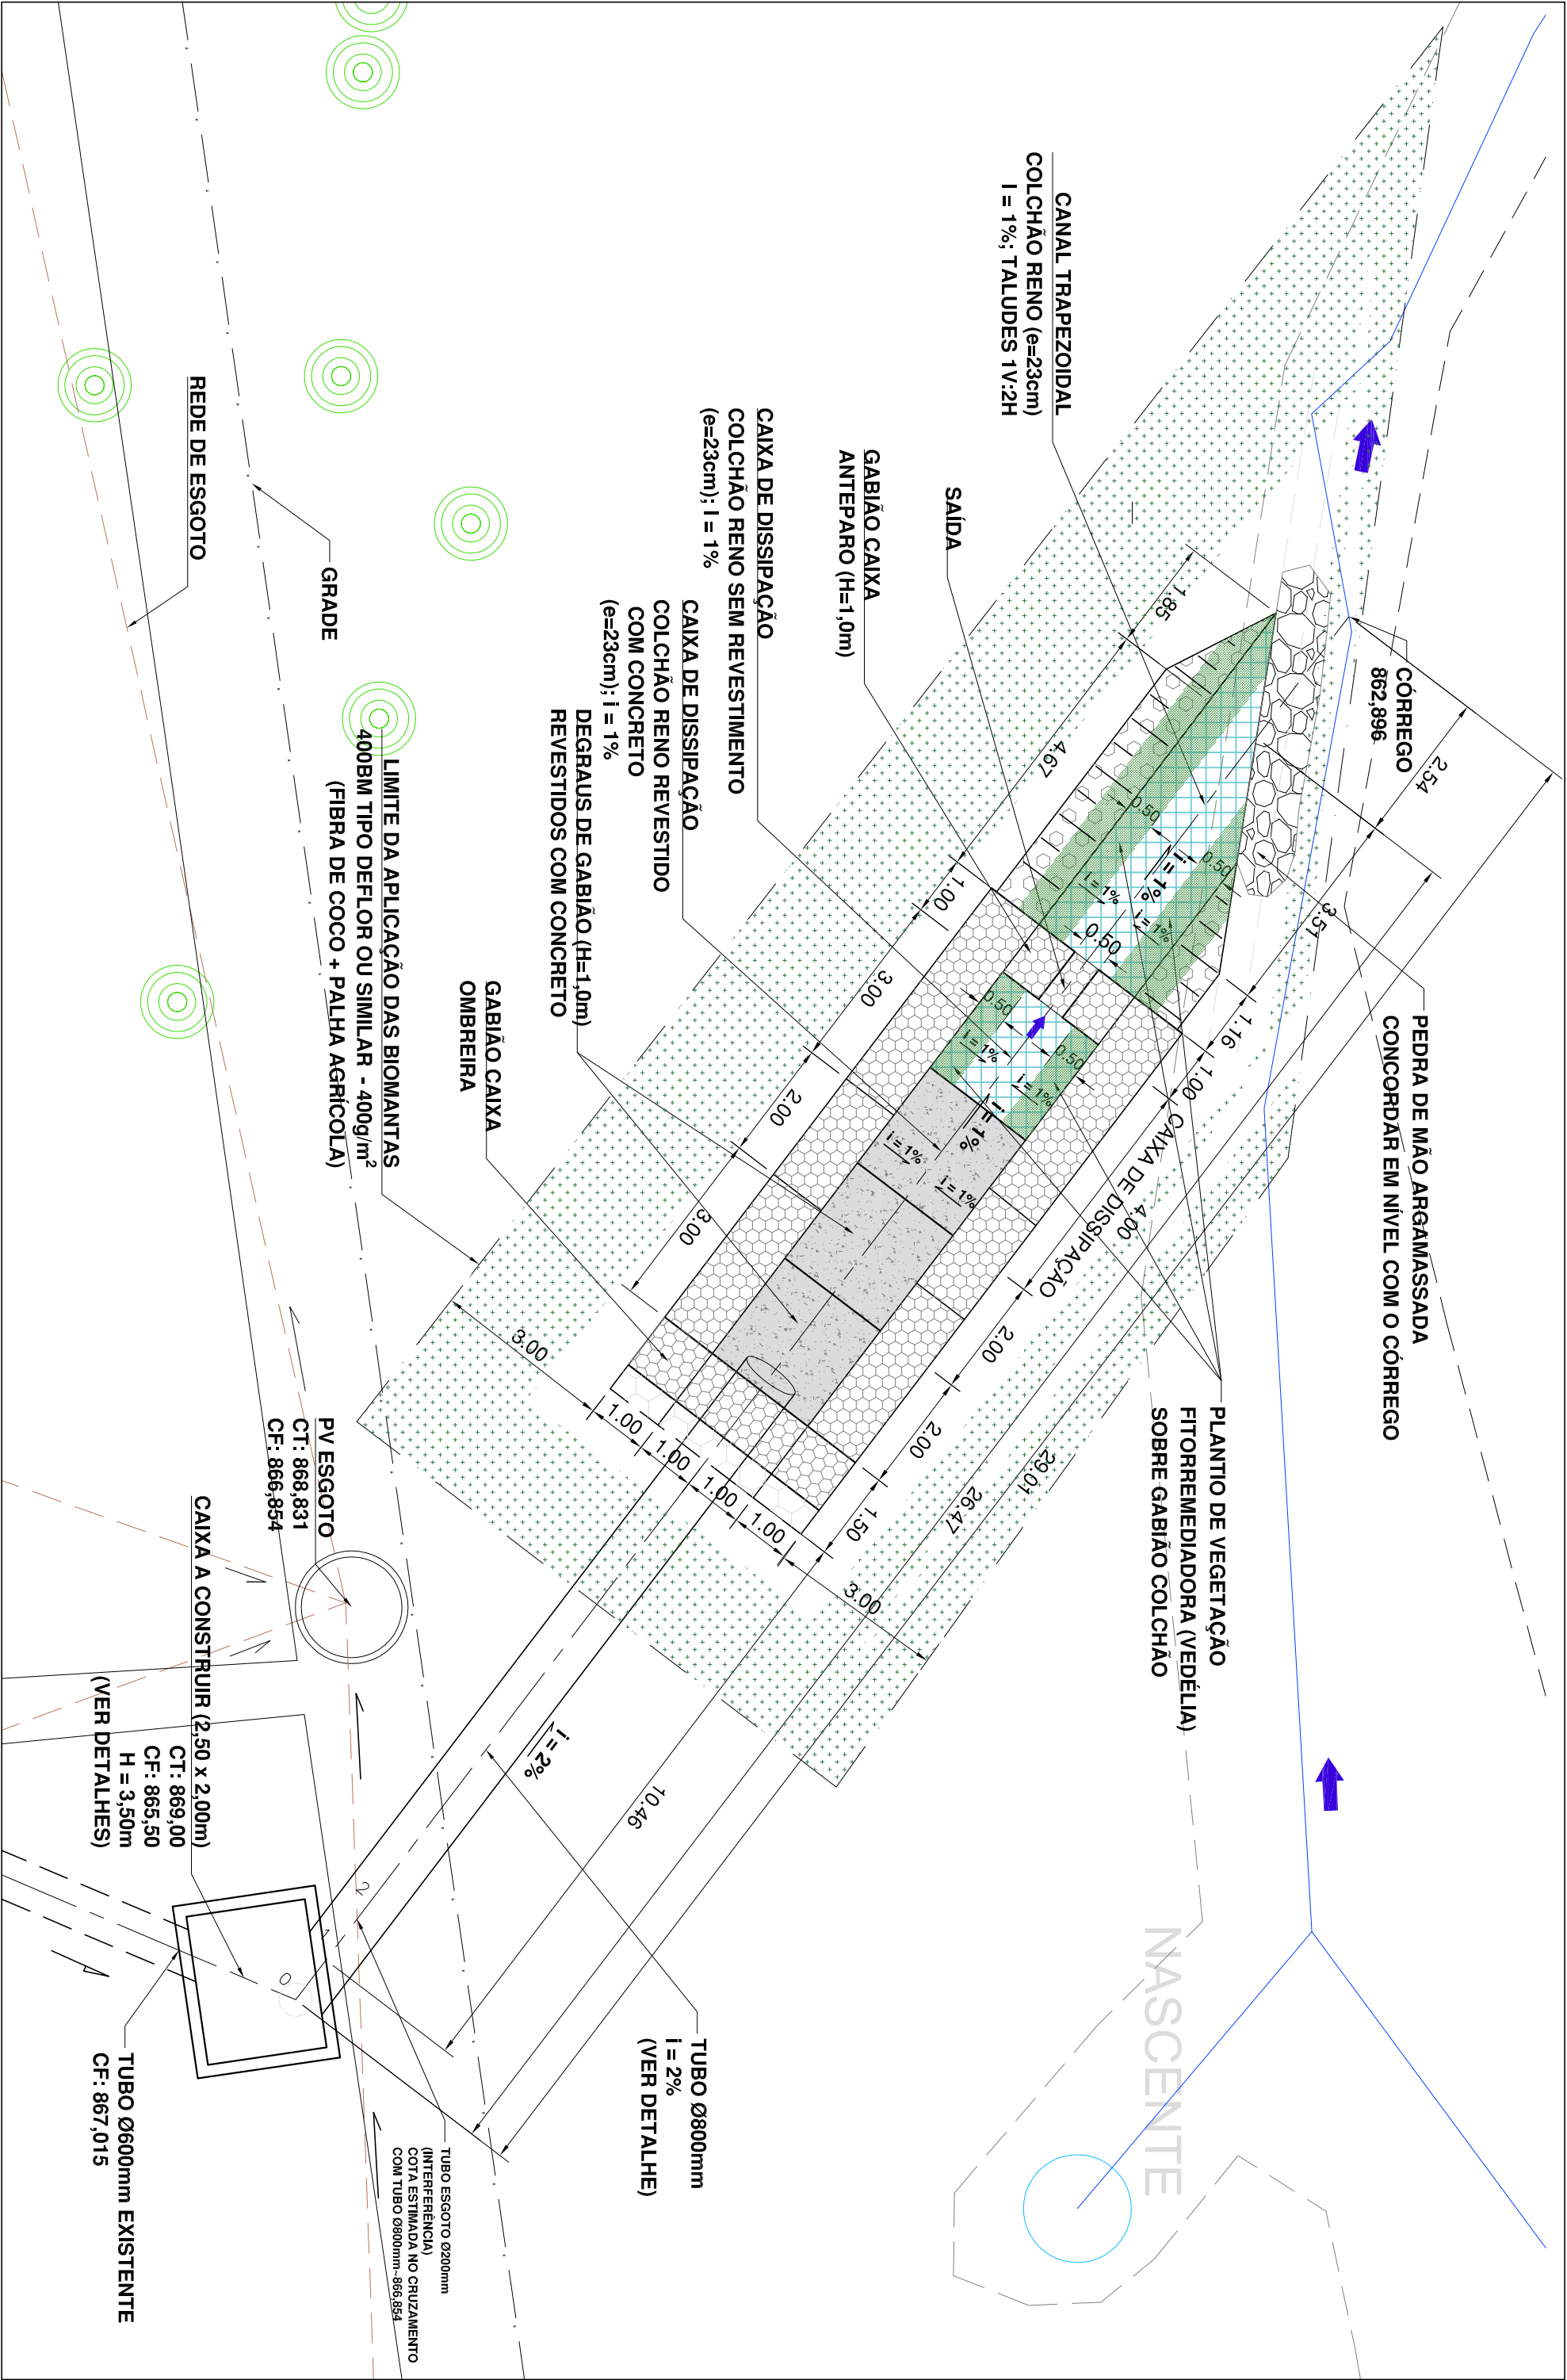 CANAL TRAPEZOIDAL
COLCHÃO RENO (e=23cm)
I = 1%; TALUDES 1V:2H
SAÍDA
GABIÃO CAIXA
ANTEPARO (H=1,0m)
CAIXA DE DISSIPAÇÃO
COLCHÃO RENO SEM REVESTIMENTO
(e=23cm); I = 1%
CAIXA DE DISSIPAÇÃO
COLCHÃO RENO REVESTIDO
COM CONCRETO
(e=23cm); i = 1%
DEGRAUS DE GABIÃO (H=1,0m)
REVESTIDOS COM CONCRETO
GABIÃO CAIXA
OMBREIRA
LIMITE DA APLICAÇÃO DAS BIOMANTAS
400BM TIPO DEFLOR OU SIMILAR - 400g/m²
(FIBRA DE COCO + PALHA AGRÍCOLA)
GRADE
REDE DE ESGOTO
CÓRREGO
862,896
PEDRA DE MÃO ARGAMASSADA
CONCORDAR EM NÍVEL COM O CÓRREGO
PLANTIO DE VEGETAÇÃO
FITORREMEDIADORA (VEDÉLIA)
SOBRE GABIÃO COLCHÃO
NASCENTE
PV ESGOTO
CT: 868,831
CF: 866,854
CAIXA A CONSTRUIR (2,50 x 2,00m)
CT: 869,00
CF: 865,50
H = 3,50m
(VER DETALHES)
TUBO Ø800mm
i = 2%
(VER DETALHE)
TUBO ESGOTO Ø200mm
(INTERFERÊNCIA)
COTA ESTIMADA NO CRUZAMENTO
COM TUBO Ø800mm~866,854
TUBO Ø600mm EXISTENTE
CF: 867,015
1.85
4.67
1.00
3.00
2.00
3.00
2.54
3.51
1.16
1.00
CAIXA DE DISSIPAÇÃO
4.00
2.00
2.00
1.50
29.01
26.47
10.46
3.00
1.00
1.00
1.00
1.00
3.00
0.50
0.50
0.50
0.50
0.50
i = 1%
i = 1%
i = 1%
i = 1%
i = 1%
i = 1%
i = 1%
i = 1%
i = 2%
0
1
2